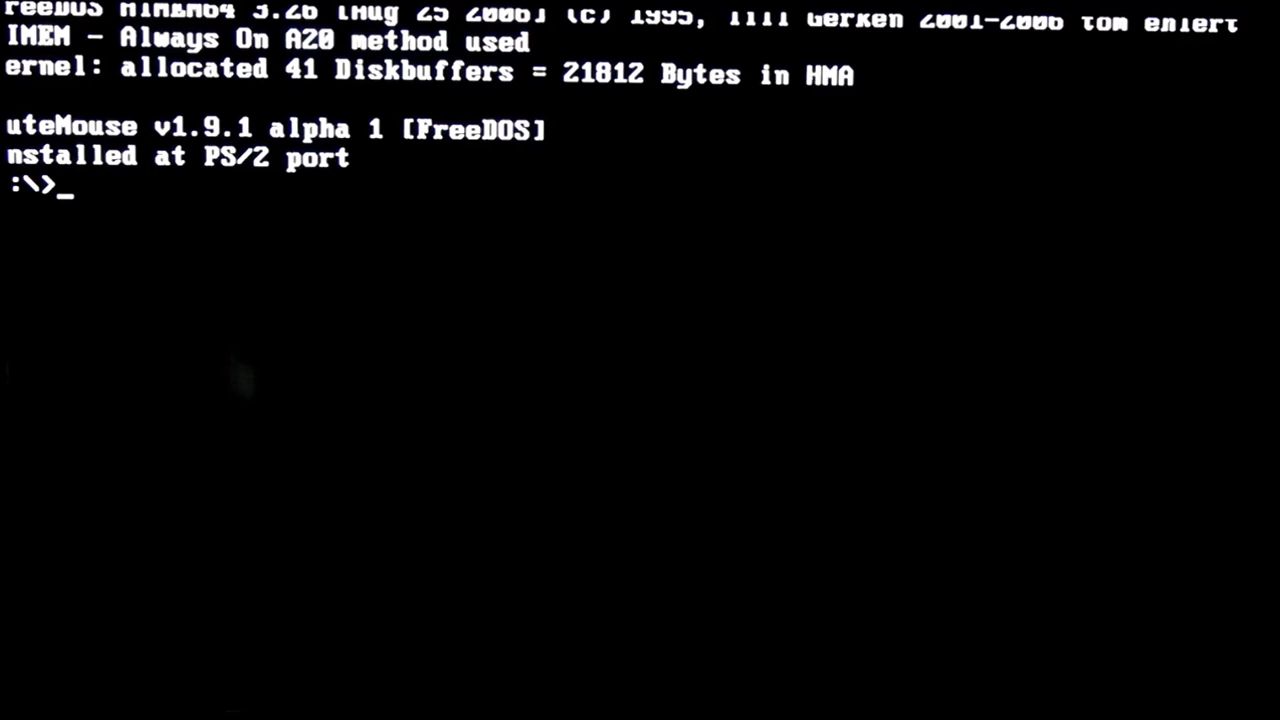 reeDOS HIMEM64 3.26 [Aug 25 2006] (c) 1995, Till Gerken 2001-2006 tom ehlert
IMEM - Always On A20 method used
ernel: allocated 41 Diskbuffers = 21812 Bytes in HMA
uteMouse v1.9.1 alpha 1 [FreeDOS]
nstalled at PS/2 port
:\>_